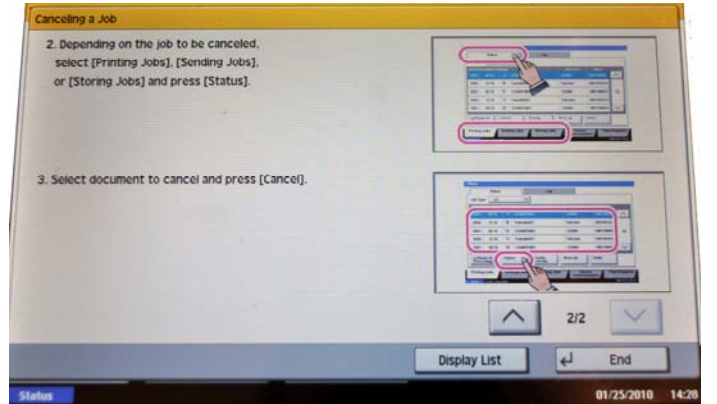 Canceling a Job
2. Depending on the job to be canceled,
select [Printing Jobs], [Sending Jobs],
or [Storing Jobs] and press [Status].
3. Select document to cancel and press [Cancel].
2/2
Display List
End
Status
01/25/2010 14:28